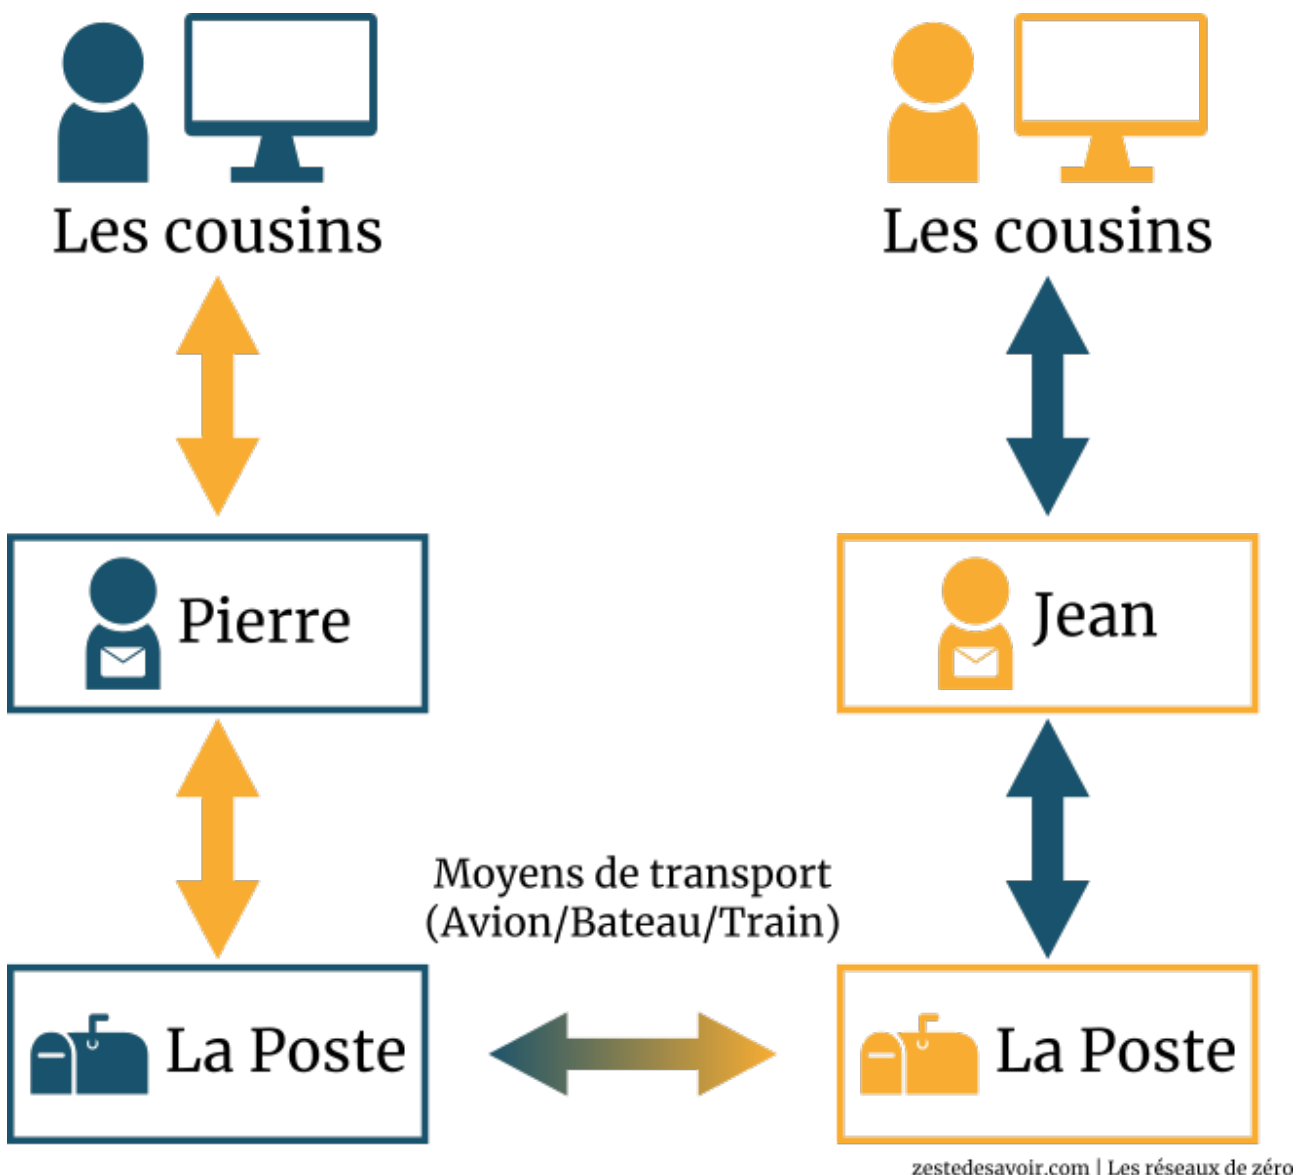 Les cousins
Les cousins
Pierre
Jean
Moyens de transport
(Avion/Bateau/Train)
La Poste
La Poste
zestedesavoir.com | Les réseaux de zéro